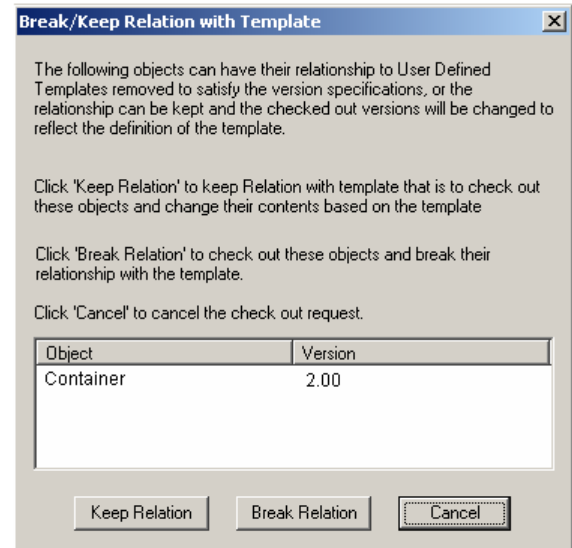 Break/Keep Relation with Template
The following objects can have their relationship to User Defined
Templates removed to satisfy the version specifications, or the
relationship can be kept and the checked out versions will be changed to
reflect the definition of the template.
Click 'Keep Relation' to keep Relation with template that is to check out
these objects and change their contents based on the template
Click 'Break Relation' to check out these objects and break their
relationship with the template.
Click 'Cancel' to cancel the check out request.
Object Version
Container 2.00
Keep Relation Break Relation Cancel